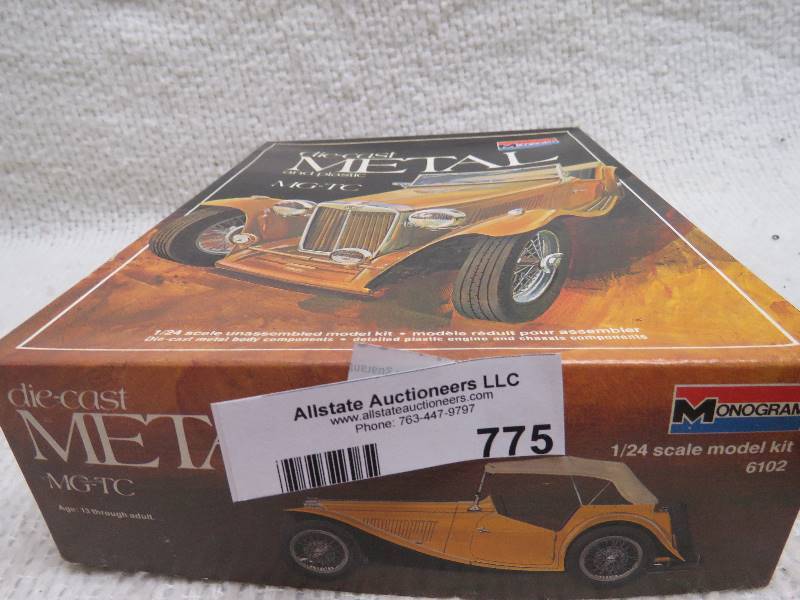 MONOGRAM
die-cast
METAL
and plastic
MG-TC
1/24 scale unassembled model kit • modèle réduit pour assembler
Die-cast metal body components • detailed plastic engine and chassis components
die-cast
META
MG-TC
Age: 13 through adult.
Allstate Auctioneers LLC
www.allstateauctioneers.com
Phone: 763-447-9797
775
MONOGRAM
1/24 scale model kit
6102